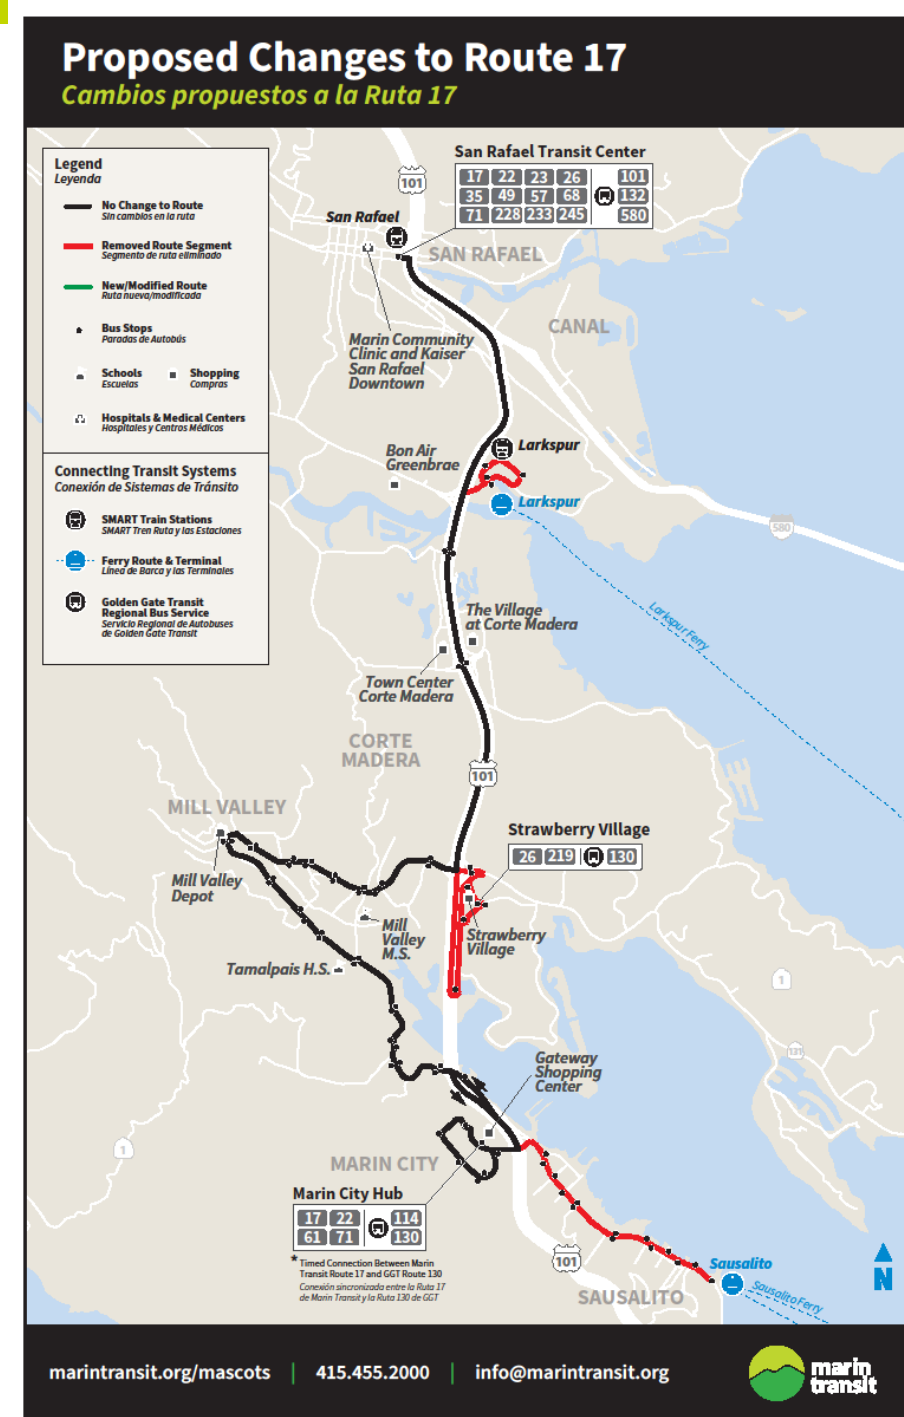 Proposed Changes to Route 17
Cambios propuestos a la Ruta 17
Legend
Leyenda
No Change to Route
Sin cambios en la ruta
Removed Route Segment
Segmento de ruta eliminado
New/Modified Route
Ruta nueva/modificada
Bus Stops
Paradas de Autobús
Schools
Escuelas
Shopping
Compras
Hospitals & Medical Centers
Hospitales y Centros Médicos
Connecting Transit Systems
Conexión de Sistemas de Tránsito
SMART Train Stations
SMART Tren Ruta y las Estaciones
Ferry Route & Terminal
Línea de Barca y las Terminales
Golden Gate Transit
Regional Bus Service
Servicio Regional de Autobuses
de Golden Gate Transit
San Rafael Transit Center
17 22 23 26 101
35 49 57 68 132
71 228 233 245 580
101
San Rafael
SAN RAFAEL
CANAL
Marin Community
Clinic and Kaiser
San Rafael
Downtown
Bon Air
Greenbrae
Larkspur
Larkspur
580
Larkspur Ferry
The Village
at Corte Madera
Town Center
Corte Madera
CORTE
MADERA
101
MILL VALLEY
Strawberry VIllage
26 219 130
Mill Valley
Depot
Mill
Valley
M.S.
Strawberry
Village
Tamalpais H.S.
1
131
Gateway
Shopping
Center
1
MARIN CITY
Marin City Hub
17 22 114
61 71 130
* Timed Connection Between Marin
Transit Route 17 and GGT Route 130
Conexión sincronizada entre la Ruta 17
de Marin Transit y la Ruta 130 de GGT
101
Sausalito
SAUSALITO
Sausalito Ferry
N
marintransit.org/mascots | 415.455.2000 | info@marintransit.org
marin
transit